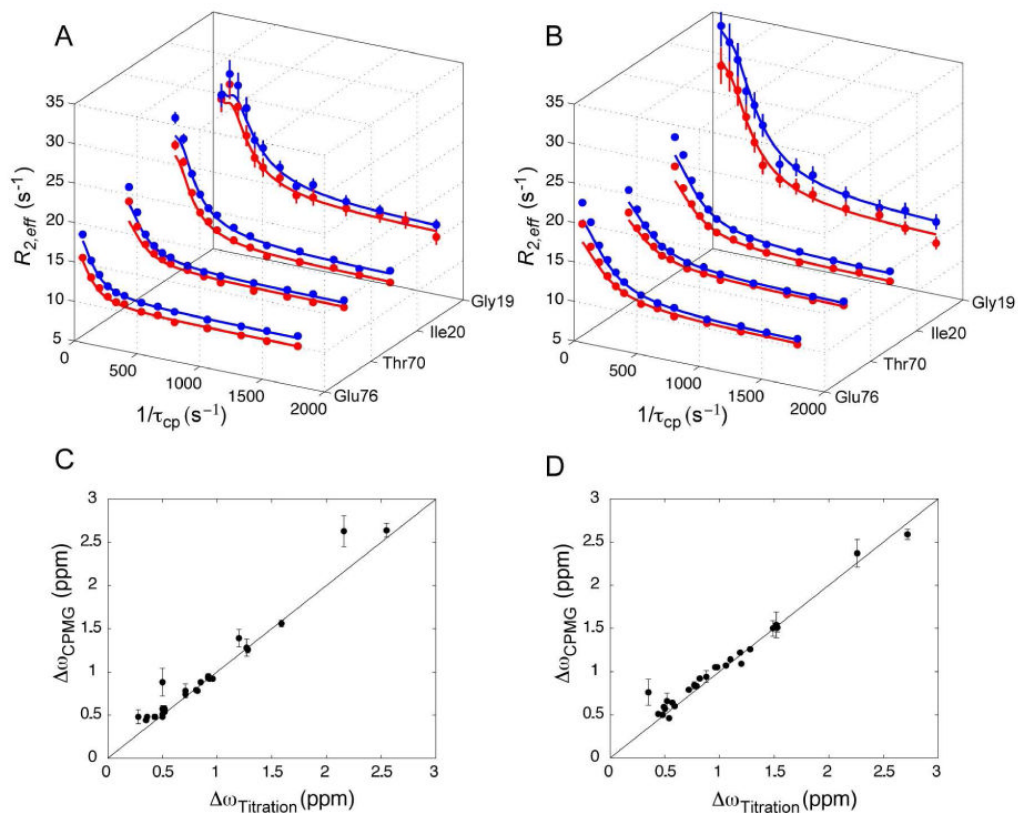 A
35
30
25
20
15
10
5
R2,eff (s⁻¹)
0
500
1000
1500
2000
1/τcp (s⁻¹)
Gly19
Ile20
Thr70
Glu76
B
35
30
25
20
15
10
5
R2,eff (s⁻¹)
0
500
1000
1500
2000
1/τcp (s⁻¹)
Gly19
Ile20
Thr70
Glu76
C
3
2.5
2
1.5
1
0.5
0
ΔωCPMG (ppm)
0 0.5 1 1.5 2 2.5 3
ΔωTitration (ppm)
D
3
2.5
2
1.5
1
0.5
0
ΔωCPMG (ppm)
0 0.5 1 1.5 2 2.5 3
ΔωTitration (ppm)